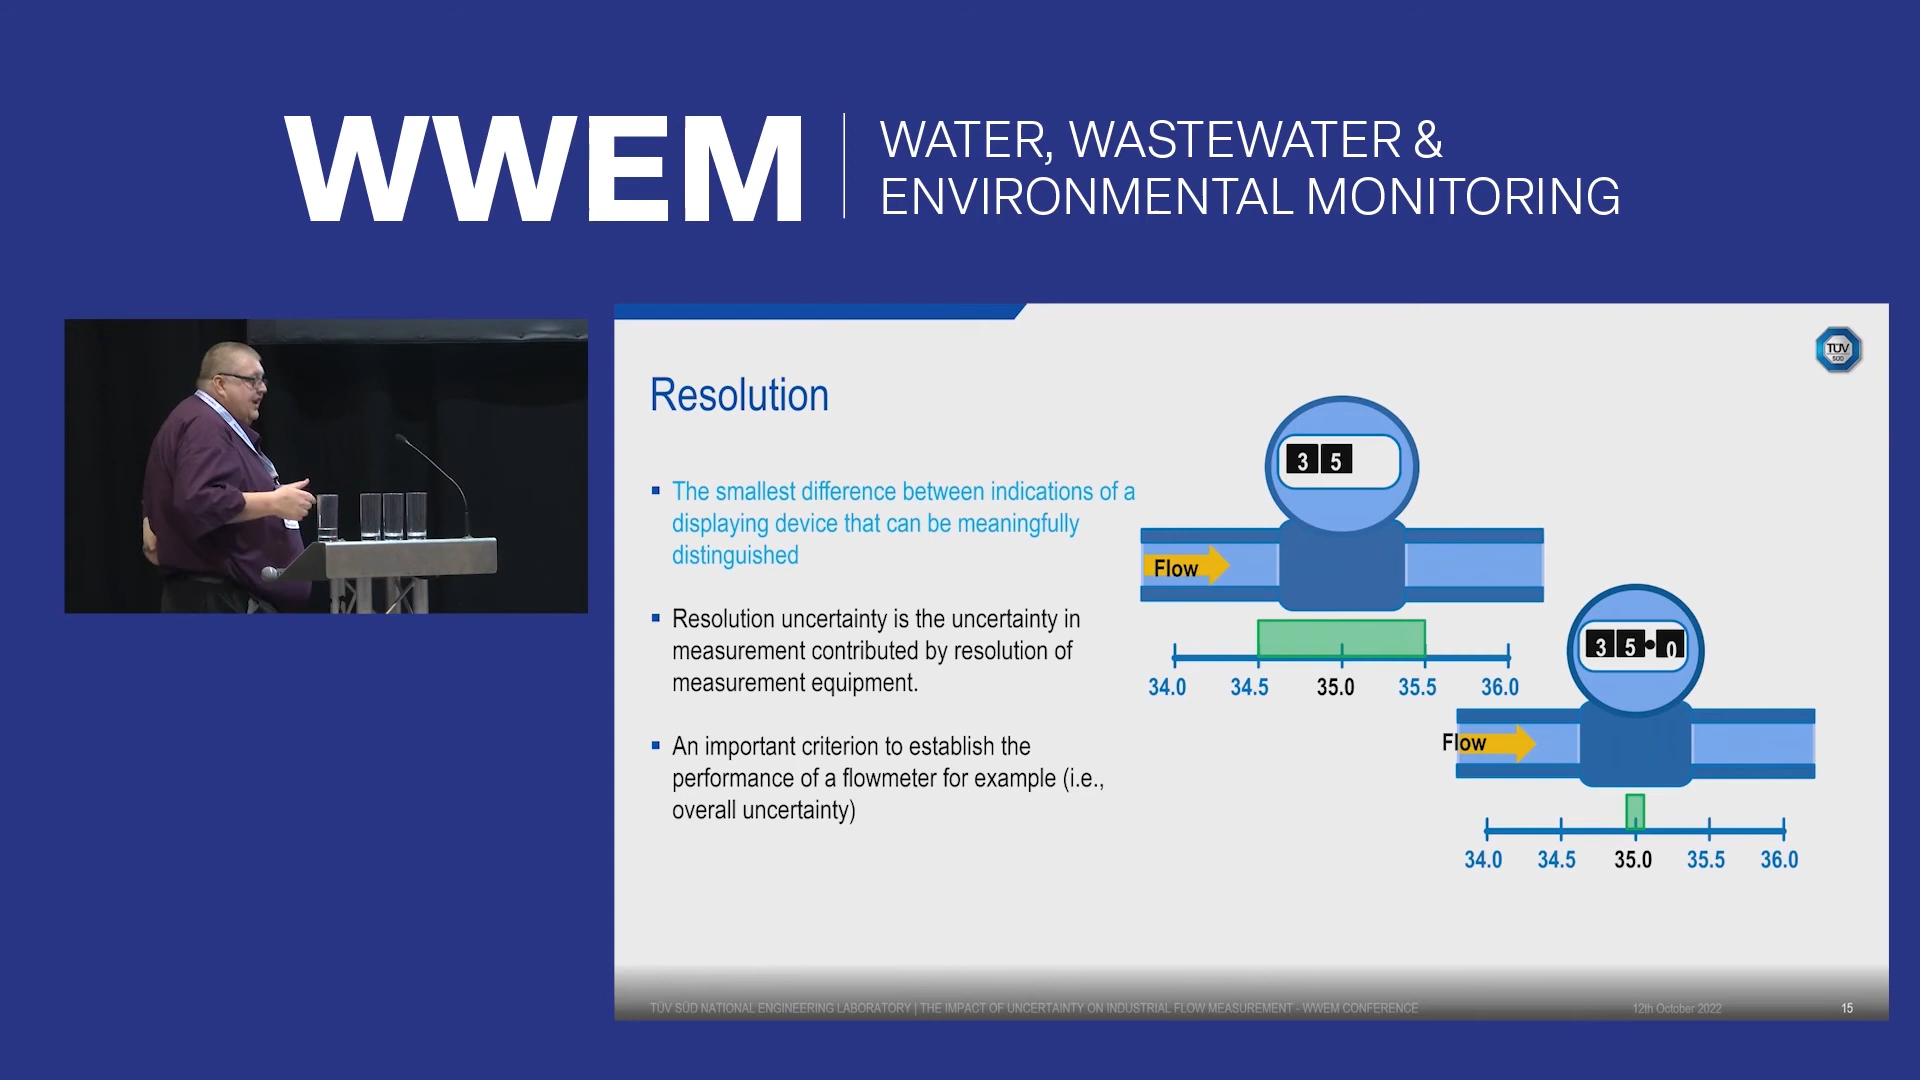 WWEM
WATER, WASTEWATER &
ENVIRONMENTAL MONITORING
TUV
SUD
Resolution
▪ The smallest difference between indications of a
displaying device that can be meaningfully
distinguished
▪ Resolution uncertainty is the uncertainty in
measurement contributed by resolution of
measurement equipment.
▪ An important criterion to establish the
performance of a flowmeter for example (i.e.,
overall uncertainty)
3 5
Flow
34.0 34.5 35.0 35.5 36.0
3 5 • 0
Flow
34.0 34.5 35.0 35.5 36.0
TÜV SÜD NATIONAL ENGINEERING LABORATORY | THE IMPACT OF UNCERTAINTY ON INDUSTRIAL FLOW MEASUREMENT - WWEM CONFERENCE 12th October 2022 15